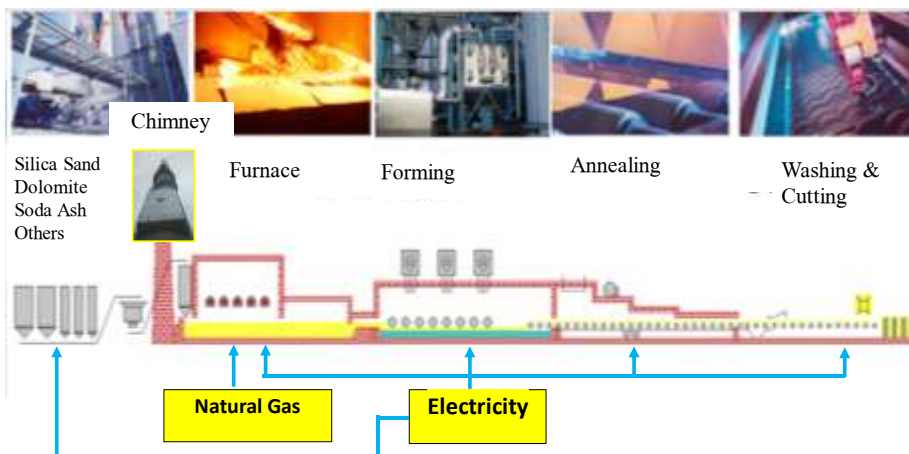 Chimney
Silica Sand
Dolomite
Soda Ash
Others
Furnace
Forming
Annealing
Washing &
Cutting
Natural Gas
Electricity